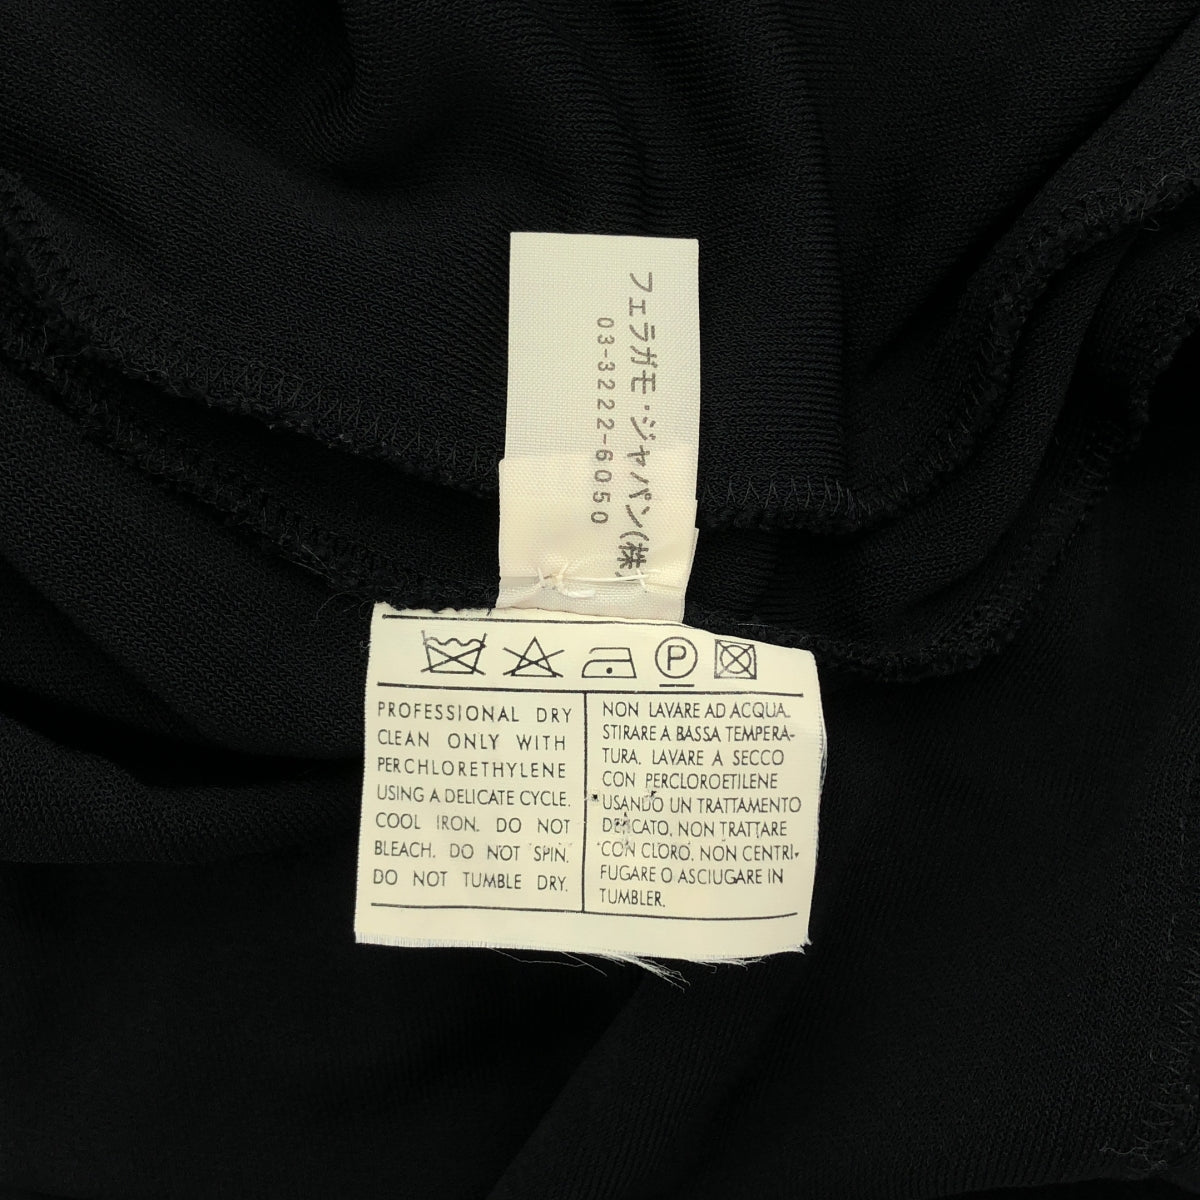 フェラガモ・ジャパン(株)
03-3222-6050
P
PROFESSIONAL DRY
CLEAN ONLY WITH
PERCHLORETHYLENE
USING A DELICATE CYCLE.
COOL IRON. DO NOT
BLEACH. DO NOT SPIN.
DO NOT TUMBLE DRY.
NON LAVARE AD ACQUA.
STIRARE A BASSA TEMPERA-
TURA. LAVARE A SECCO
CON PERCLOROETILENE
USANDO UN TRATTAMENTO
DELICATO. NON TRATTARE
CON CLORO. NON CENTRI-
FUGARE O ASCIUGARE IN
TUMBLER.